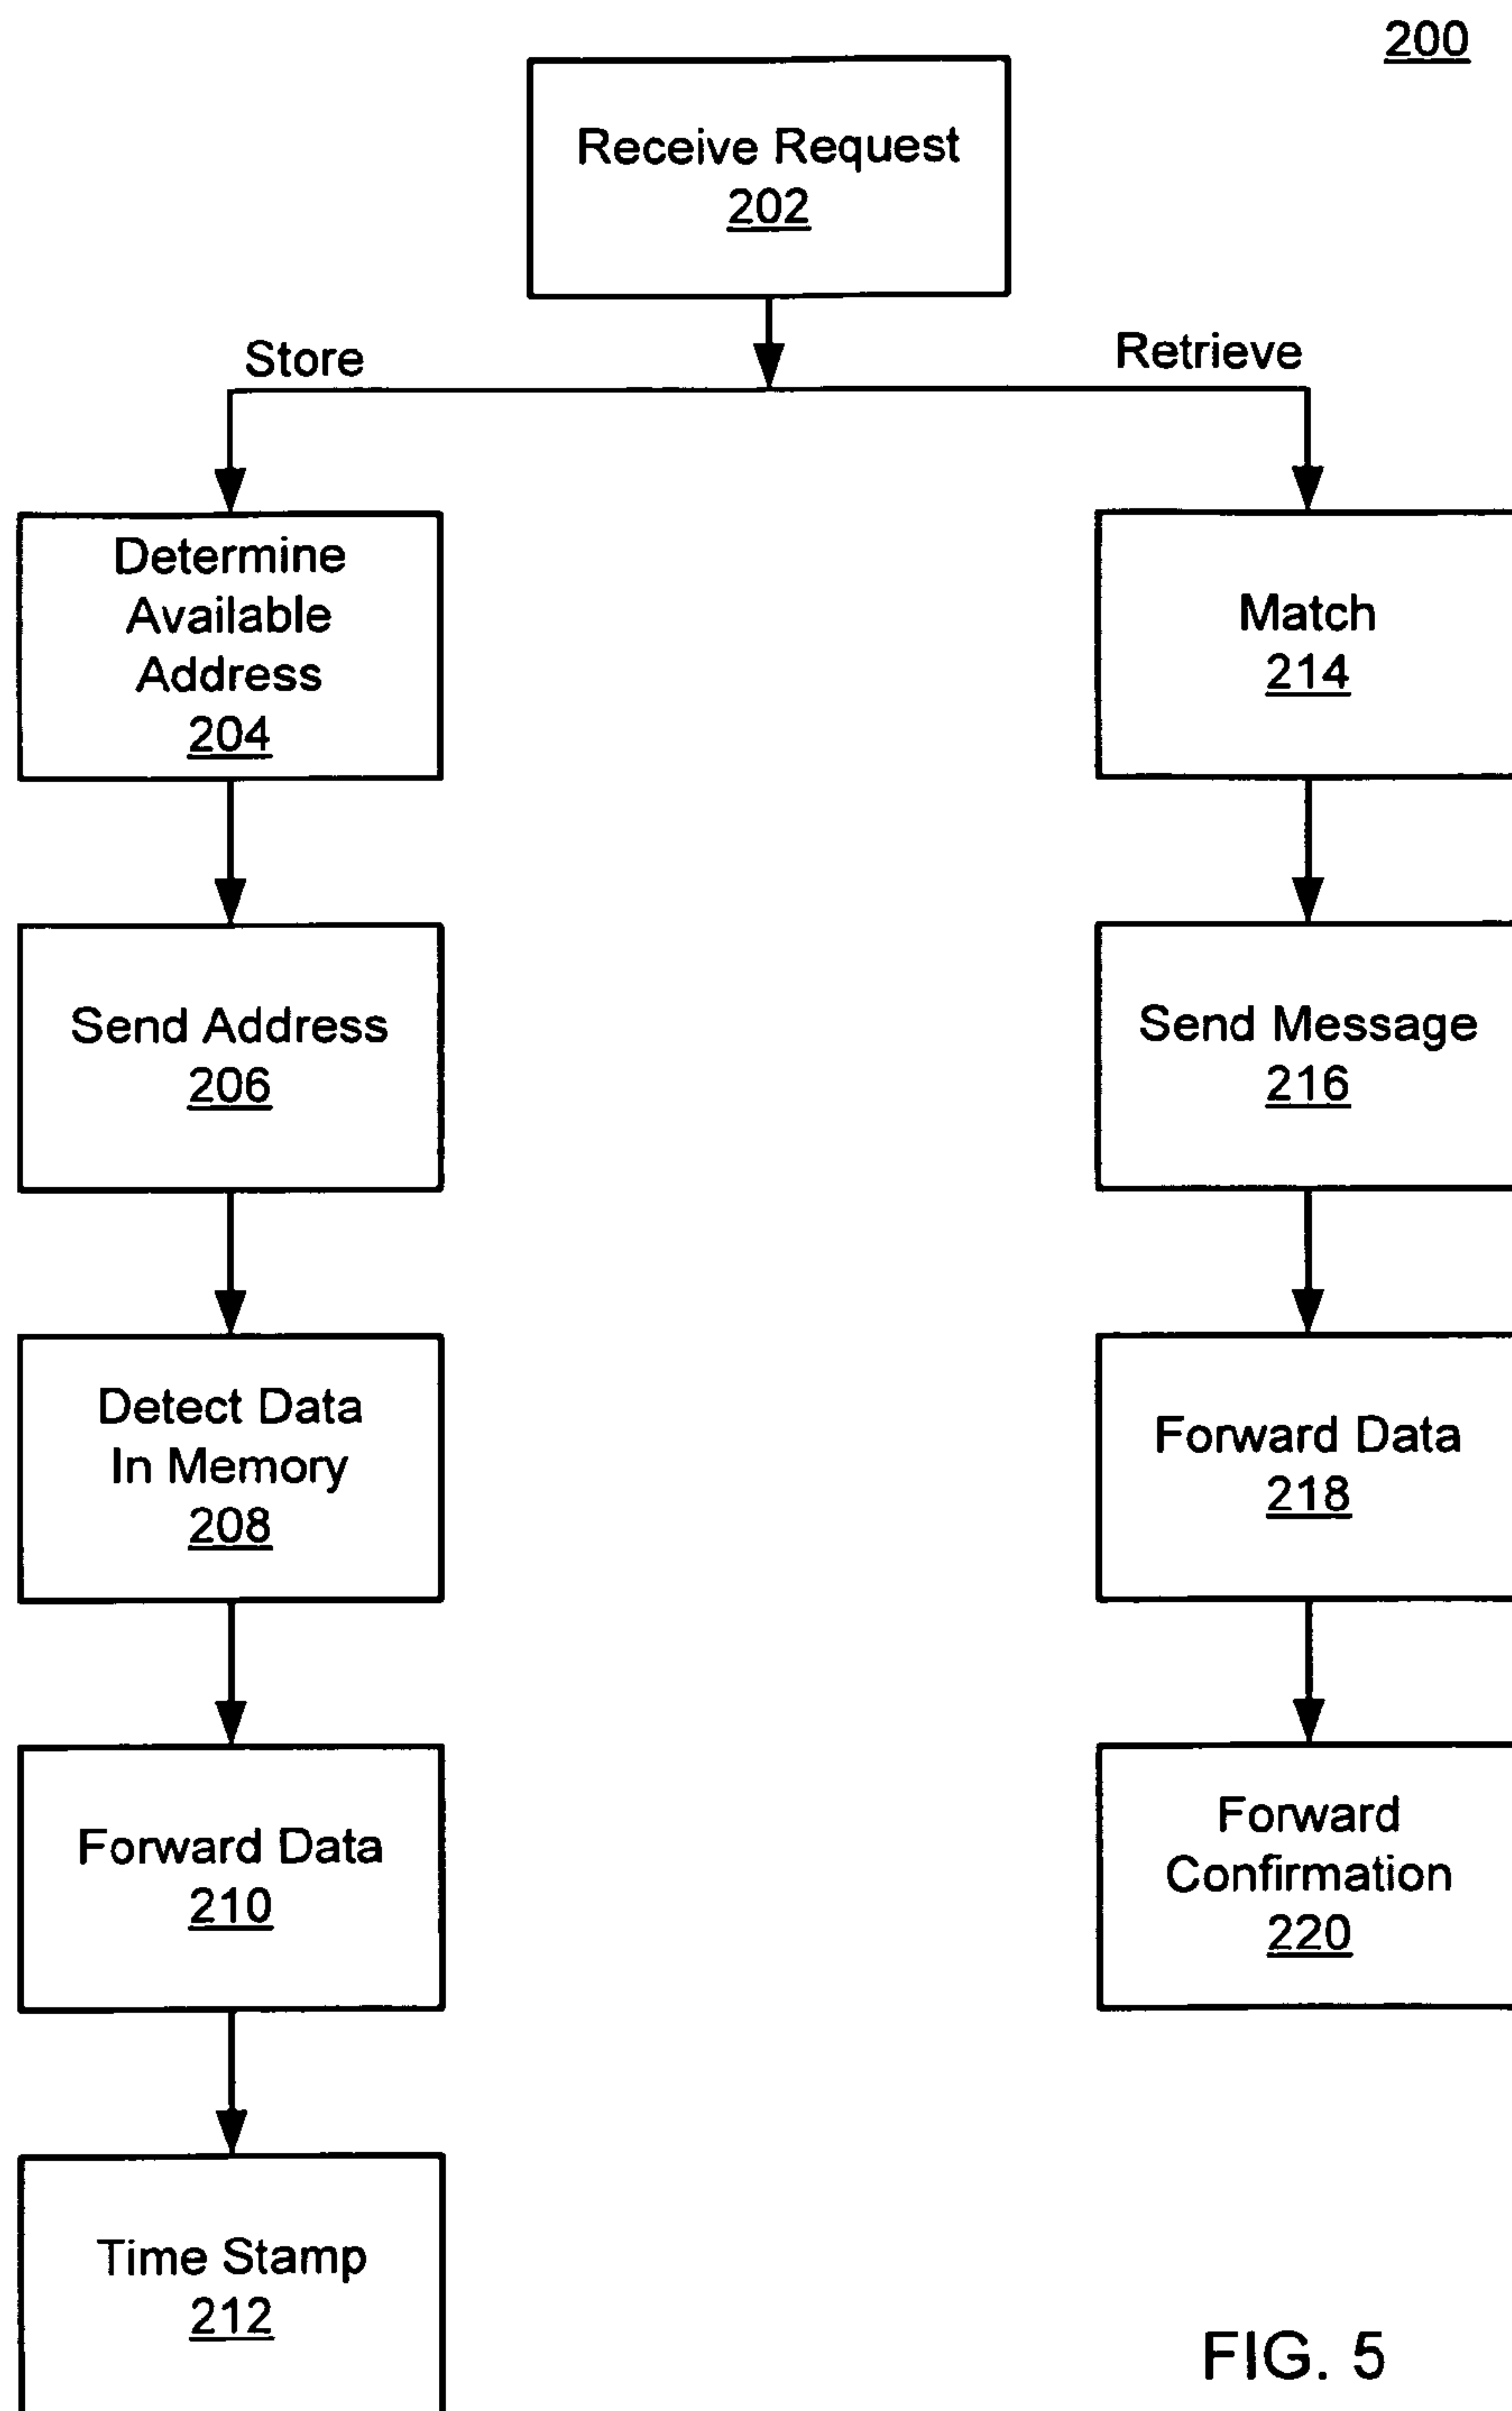 200
Receive Request
202
Store
Retrieve
Determine
Available
Address
204
Match
214
Send Address
206
Send Message
216
Detect Data
In Memory
208
Forward Data
218
Forward Data
210
Forward
Confirmation
220
Time Stamp
212
FIG. 5